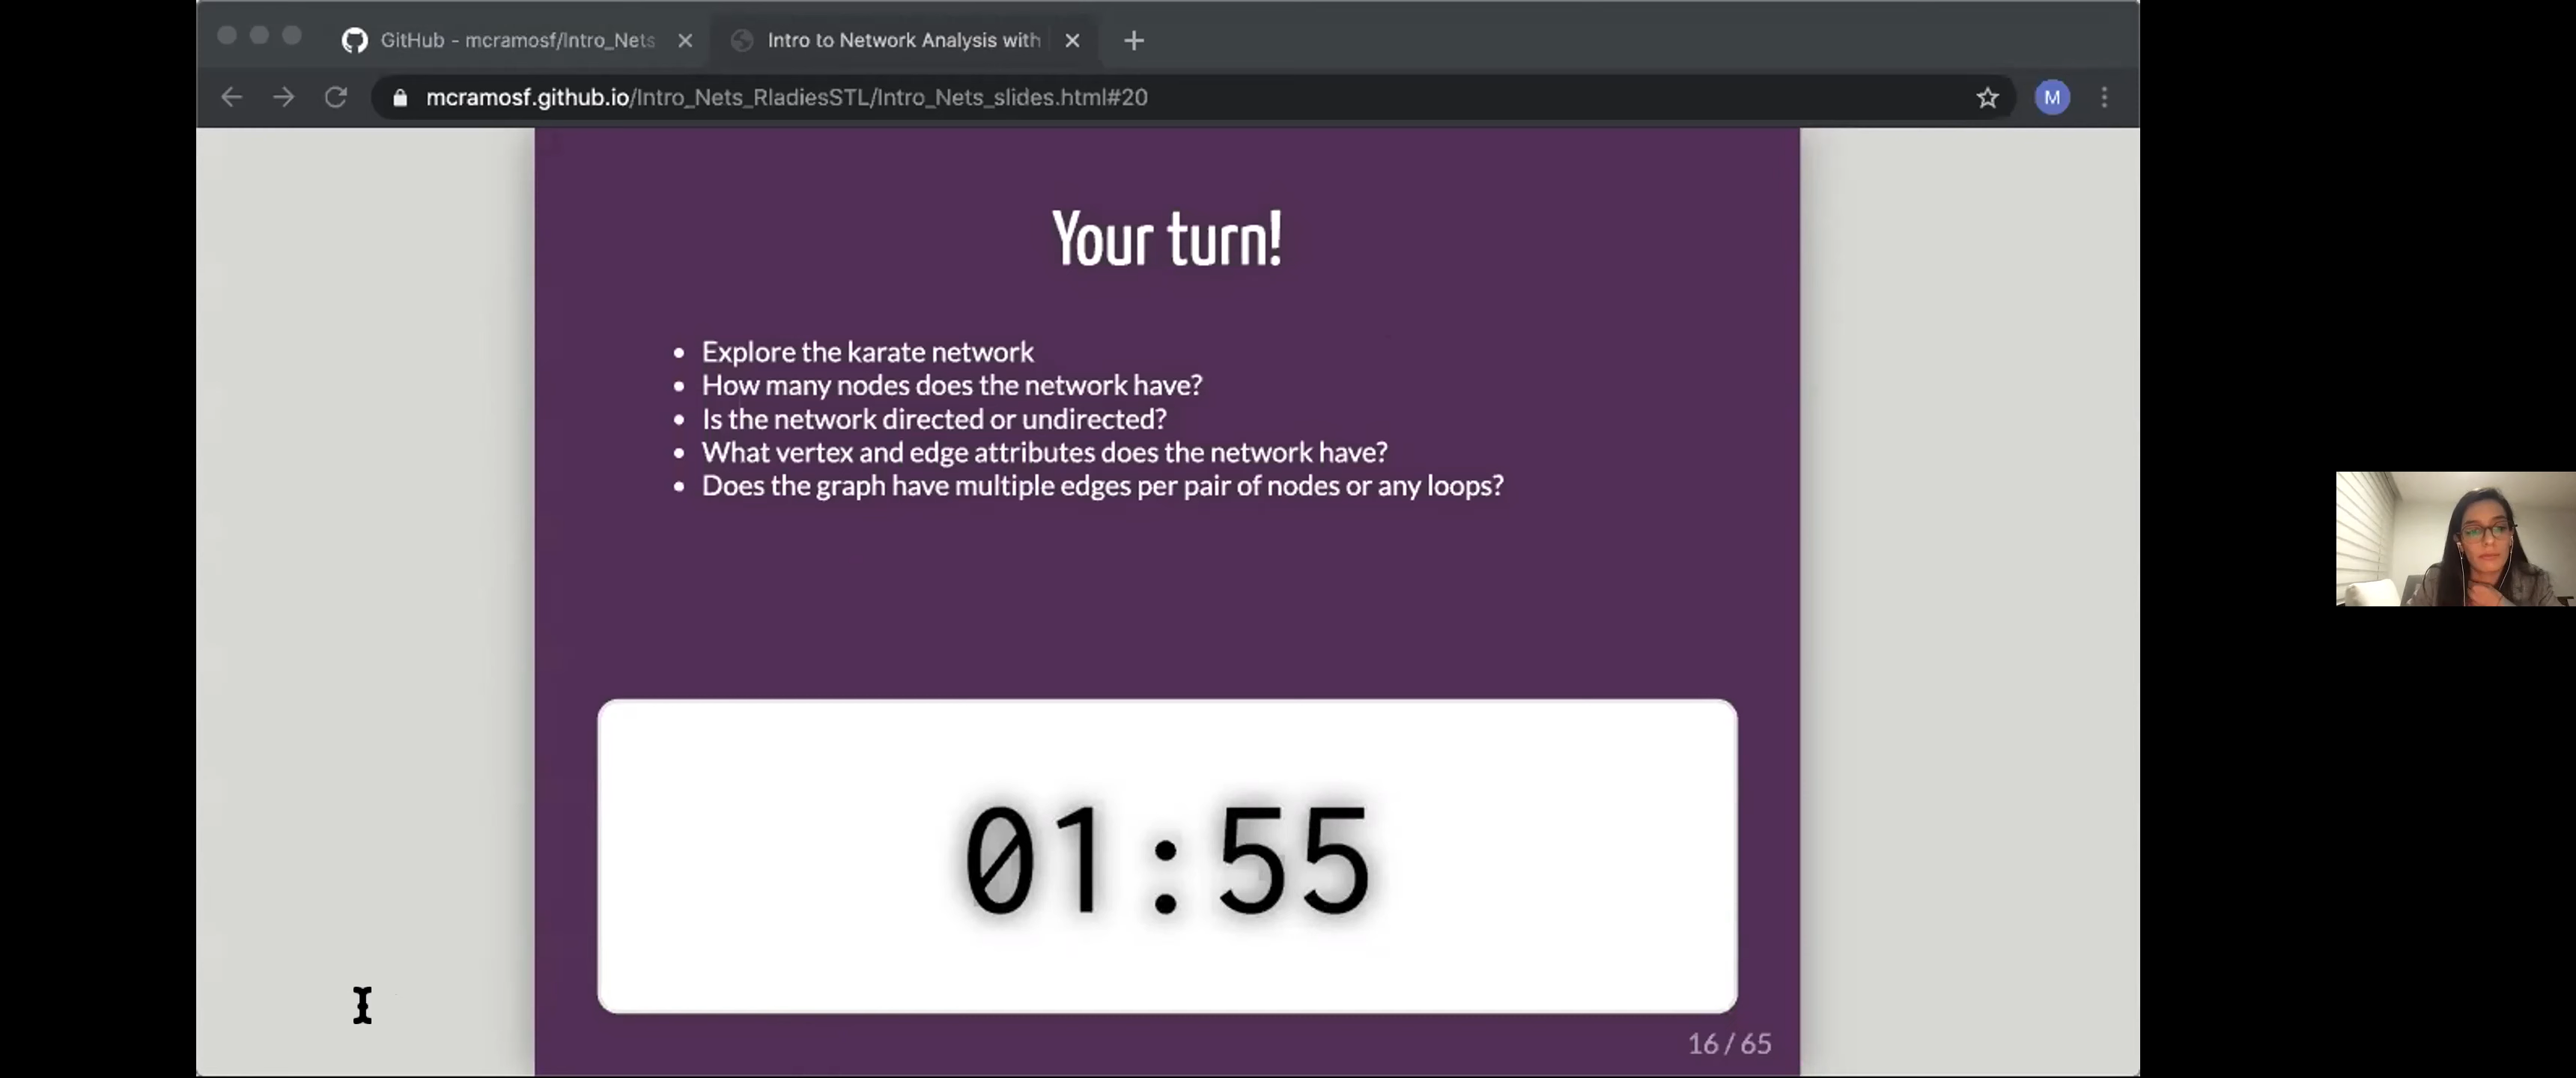 GitHub - mcramosf/Intro_Nets
Intro to Network Analysis with
mcramosf.github.io/Intro_Nets_RladiesSTL/Intro_Nets_slides.html#20
M
Your turn!
• Explore the karate network
• How many nodes does the network have?
• Is the network directed or undirected?
• What vertex and edge attributes does the network have?
• Does the graph have multiple edges per pair of nodes or any loops?
01:55
16 / 65